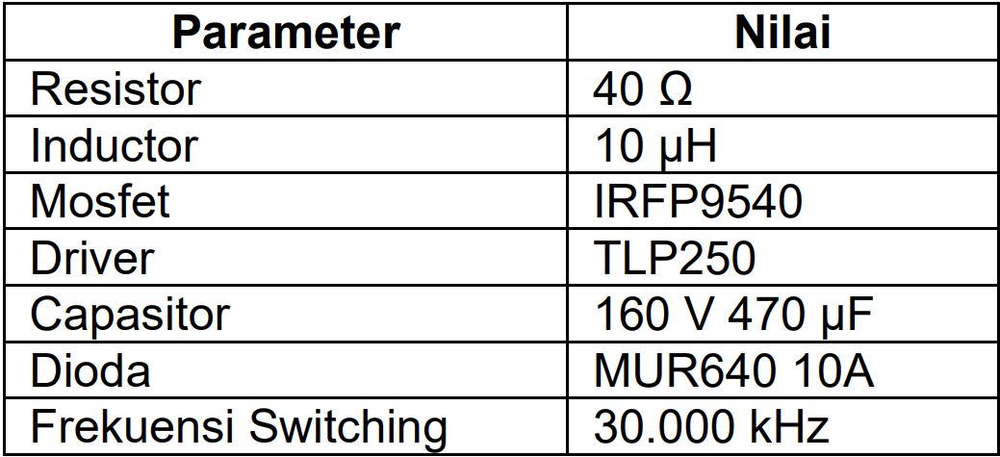 Parameter Nilai
Resistor 40 Ω
Inductor 10 µH
Mosfet IRFP9540
Driver TLP250
Capasitor 160 V 470 µF
Dioda MUR640 10A
Frekuensi Switching 30.000 kHz